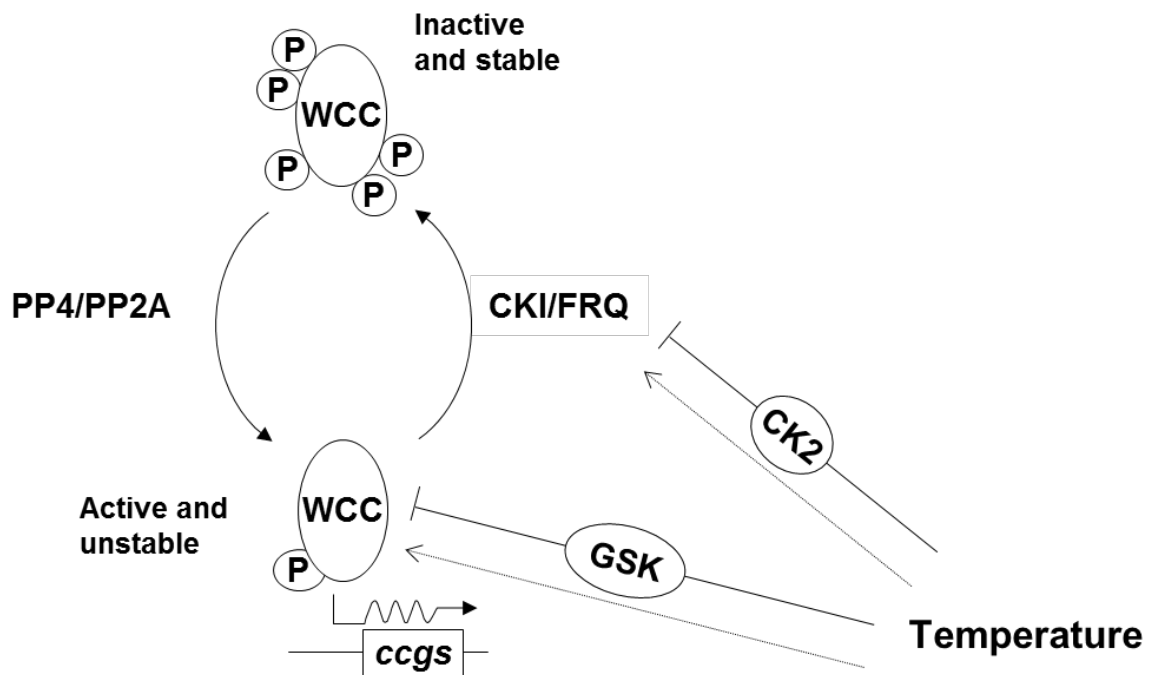 Inactive
and stable
P
P
WCC
P
P
P
PP4/PP2A
CKI/FRQ
CK2
Active and
unstable
WCC
P
GSK
ccgs
Temperature